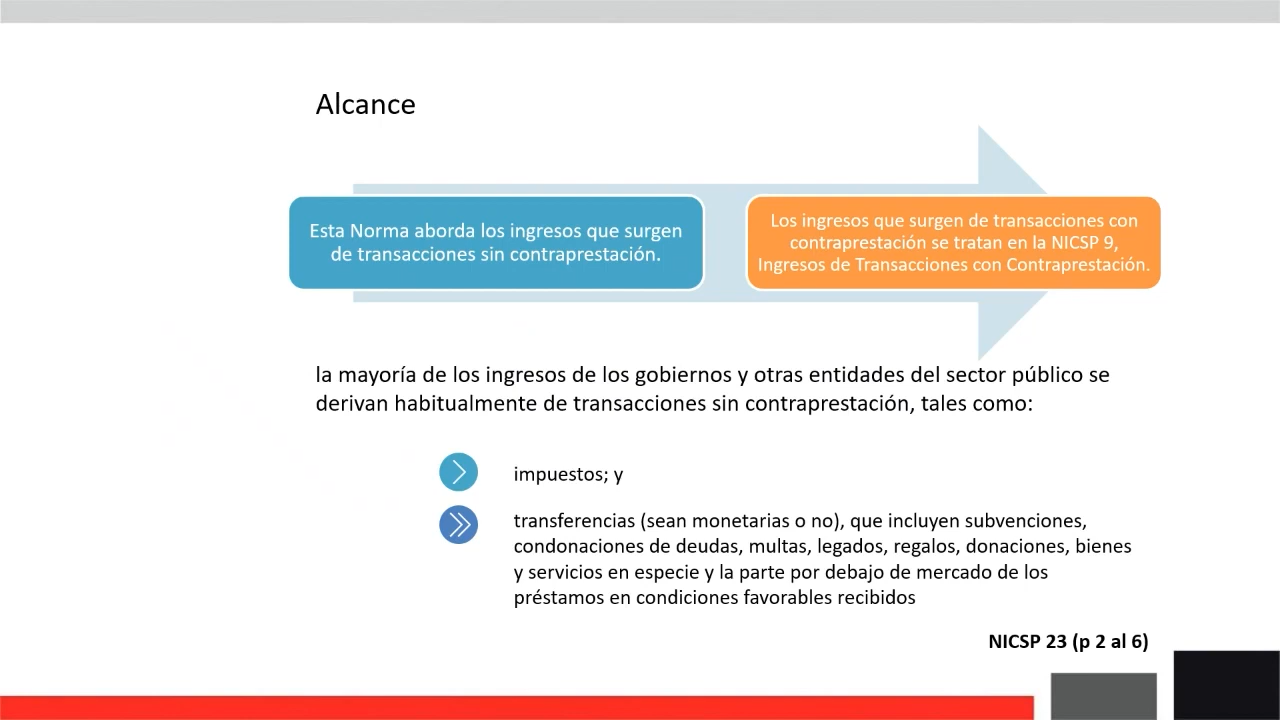 Alcance
Esta Norma aborda los ingresos que surgen
de transacciones sin contraprestación.
Los ingresos que surgen de transacciones con
contraprestación se tratan en la NICSP 9,
Ingresos de Transacciones con Contraprestación.
la mayoría de los ingresos de los gobiernos y otras entidades del sector público se
derivan habitualmente de transacciones sin contraprestación, tales como:
impuestos; y
transferencias (sean monetarias o no), que incluyen subvenciones,
condonaciones de deudas, multas, legados, regalos, donaciones, bienes
y servicios en especie y la parte por debajo de mercado de los
préstamos en condiciones favorables recibidos
NICSP 23 (p 2 al 6)